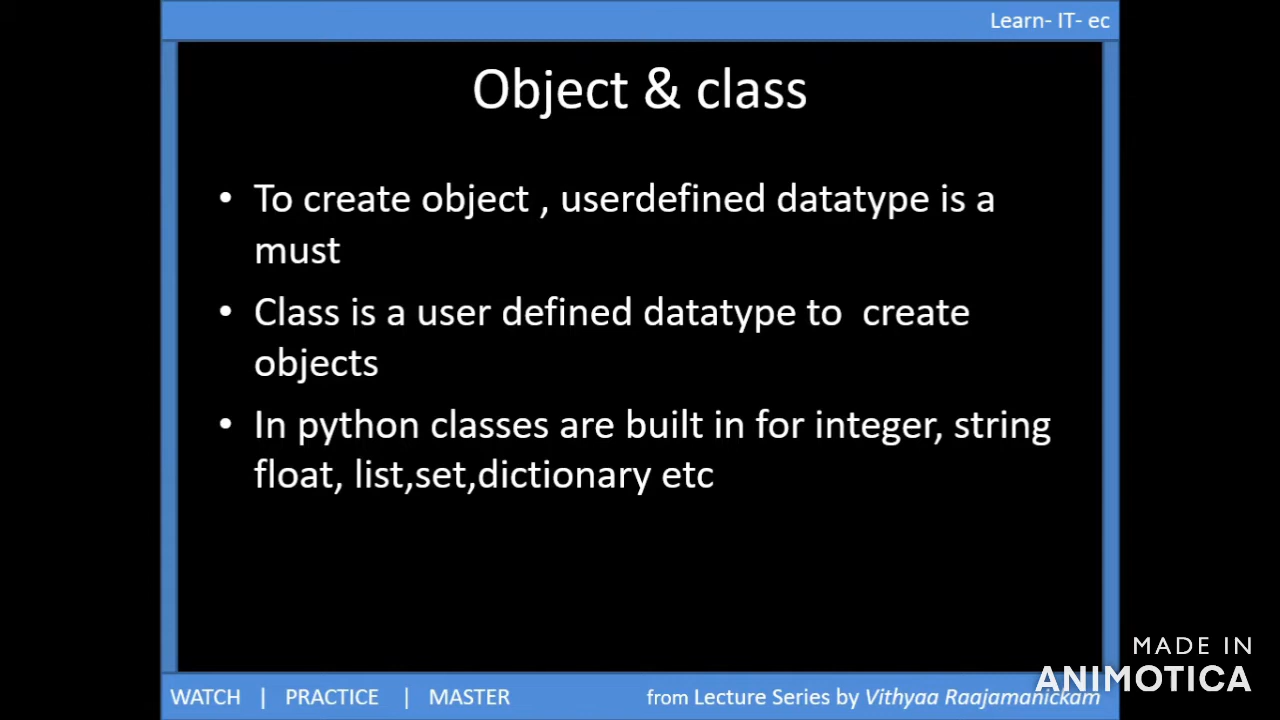 Learn- IT- ec
Object & class
• To create object , userdefined datatype is a
must
• Class is a user defined datatype to  create
objects
• In python classes are built in for integer, string
float, list,set,dictionary etc
MADE IN
ANIMOTICA
WATCH | PRACTICE | MASTER from Lecture Series by Vithyaa Raajamanickam